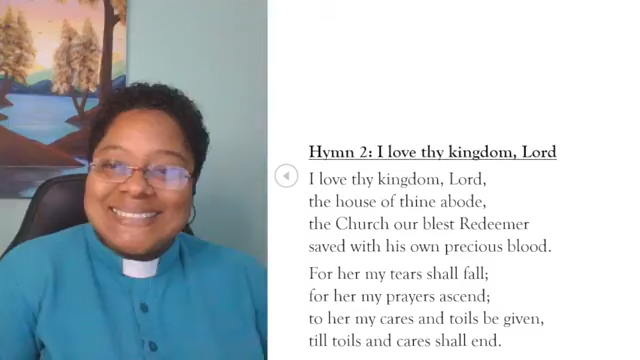 Hymn 2: I love thy kingdom, Lord
I love thy kingdom, Lord,
the house of thine abode,
the Church our blest Redeemer
saved with his own precious blood.
For her my tears shall fall;
for her my prayers ascend;
to her my cares and toils be given,
till toils and cares shall end.